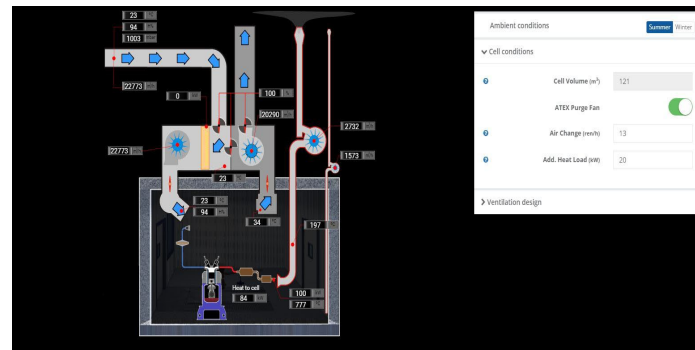 23
94
1003
22773
0
100
20290
2732
22773
23
1573
23
94
34
197
Heat to cell
84
100
777
Ambient conditions
Summer Winter
Cell conditions
Cell Volume (m³) 121
ATEX Purge Fan
Air Change (ren/h) 13
Add. Heat Load (kW) 20
Ventilation design